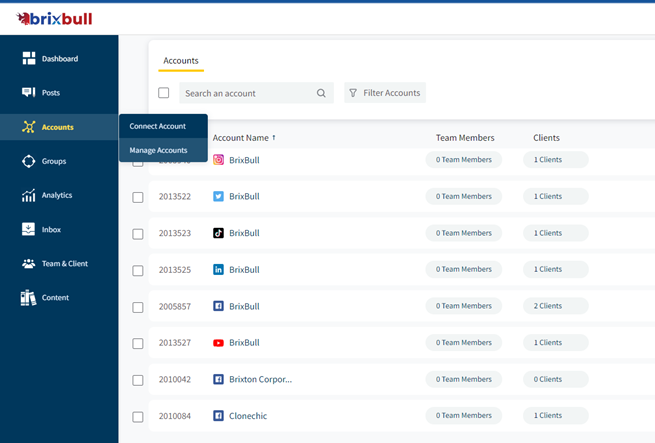 brixbull
Dashboard
Posts
Accounts
Groups
Analytics
Inbox
Team & Client
Content
Connect Account
Manage Accounts
Accounts
Search an account
Filter Accounts
Account Name ↑ Team Members Clients
BrixBull 0 Team Members 1 Clients
2013522 BrixBull 0 Team Members 1 Clients
2013523 BrixBull 0 Team Members 1 Clients
2013525 BrixBull 0 Team Members 1 Clients
2005857 BrixBull 0 Team Members 2 Clients
2013527 BrixBull 0 Team Members 1 Clients
2010042 Brixton Corpor... 0 Team Members 0 Clients
2010084 Clonechic 0 Team Members 1 Clients